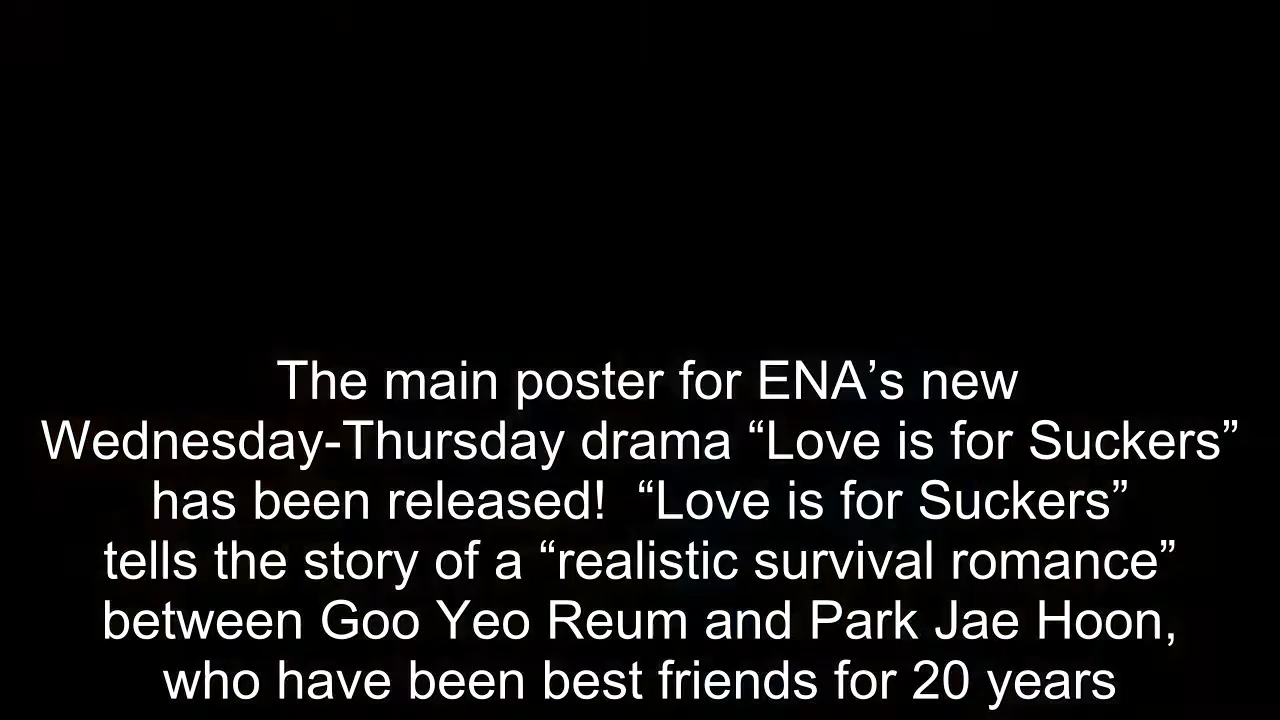 The main poster for ENA’s new
Wednesday-Thursday drama “Love is for Suckers”
has been released!  “Love is for Suckers”
tells the story of a “realistic survival romance”
between Goo Yeo Reum and Park Jae Hoon,
who have been best friends for 20 years